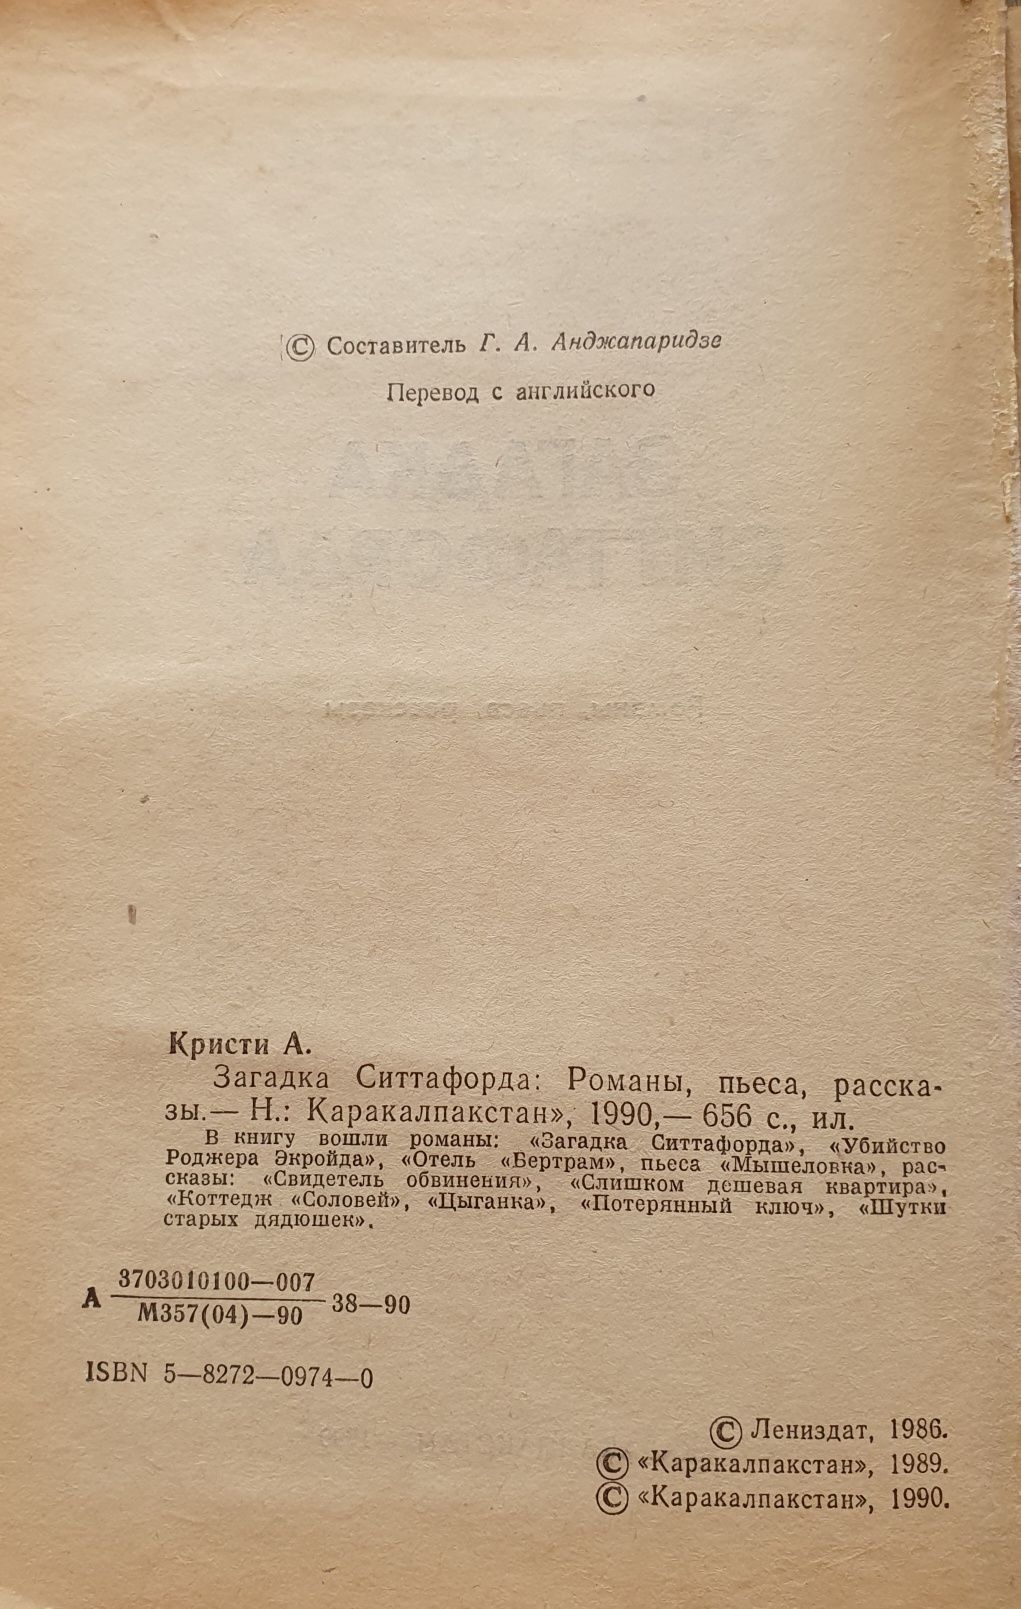 © Составитель Г. А. Анджапаридзе
Перевод с английского
Кристи А.
Загадка Ситтафорда: Романы, пьеса, расска-
зы.— Н.: Каракалпакстан», 1990,— 656 с., ил.
В книгу вошли романы: «Загадка Ситтафорда», «Убийство
Роджера Экройда», «Отель «Бертрам», пьеса «Мышеловка», рас-
сказы: «Свидетель обвинения», «Слишком дешевая квартира»,
«Коттедж «Соловей», «Цыганка», «Потерянный ключ», «Шутки
старых дядюшек».
3703010100—007
А 38—90
М357(04)—90
ISBN 5—8272—0974—0
© Лениздат, 1986.
© «Каракалпакстан», 1989.
© «Каракалпакстан», 1990.